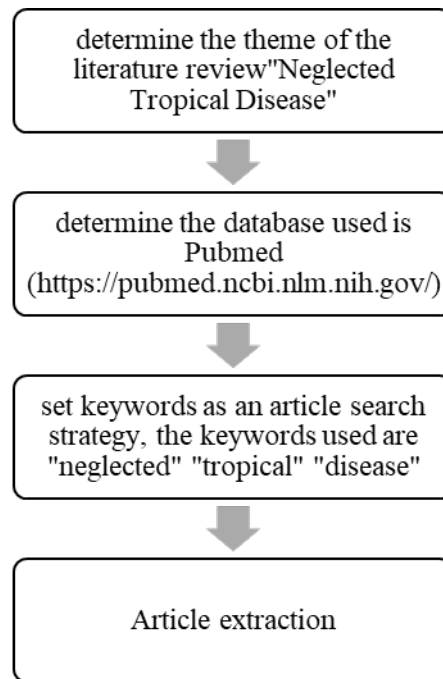 determine the theme of the
literature review"Neglected
Tropical Disease"
determine the database used is
Pubmed
(https://pubmed.ncbi.nlm.nih.gov/)
set keywords as an article search
strategy, the keywords used are
"neglected" "tropical" "disease"
Article extraction